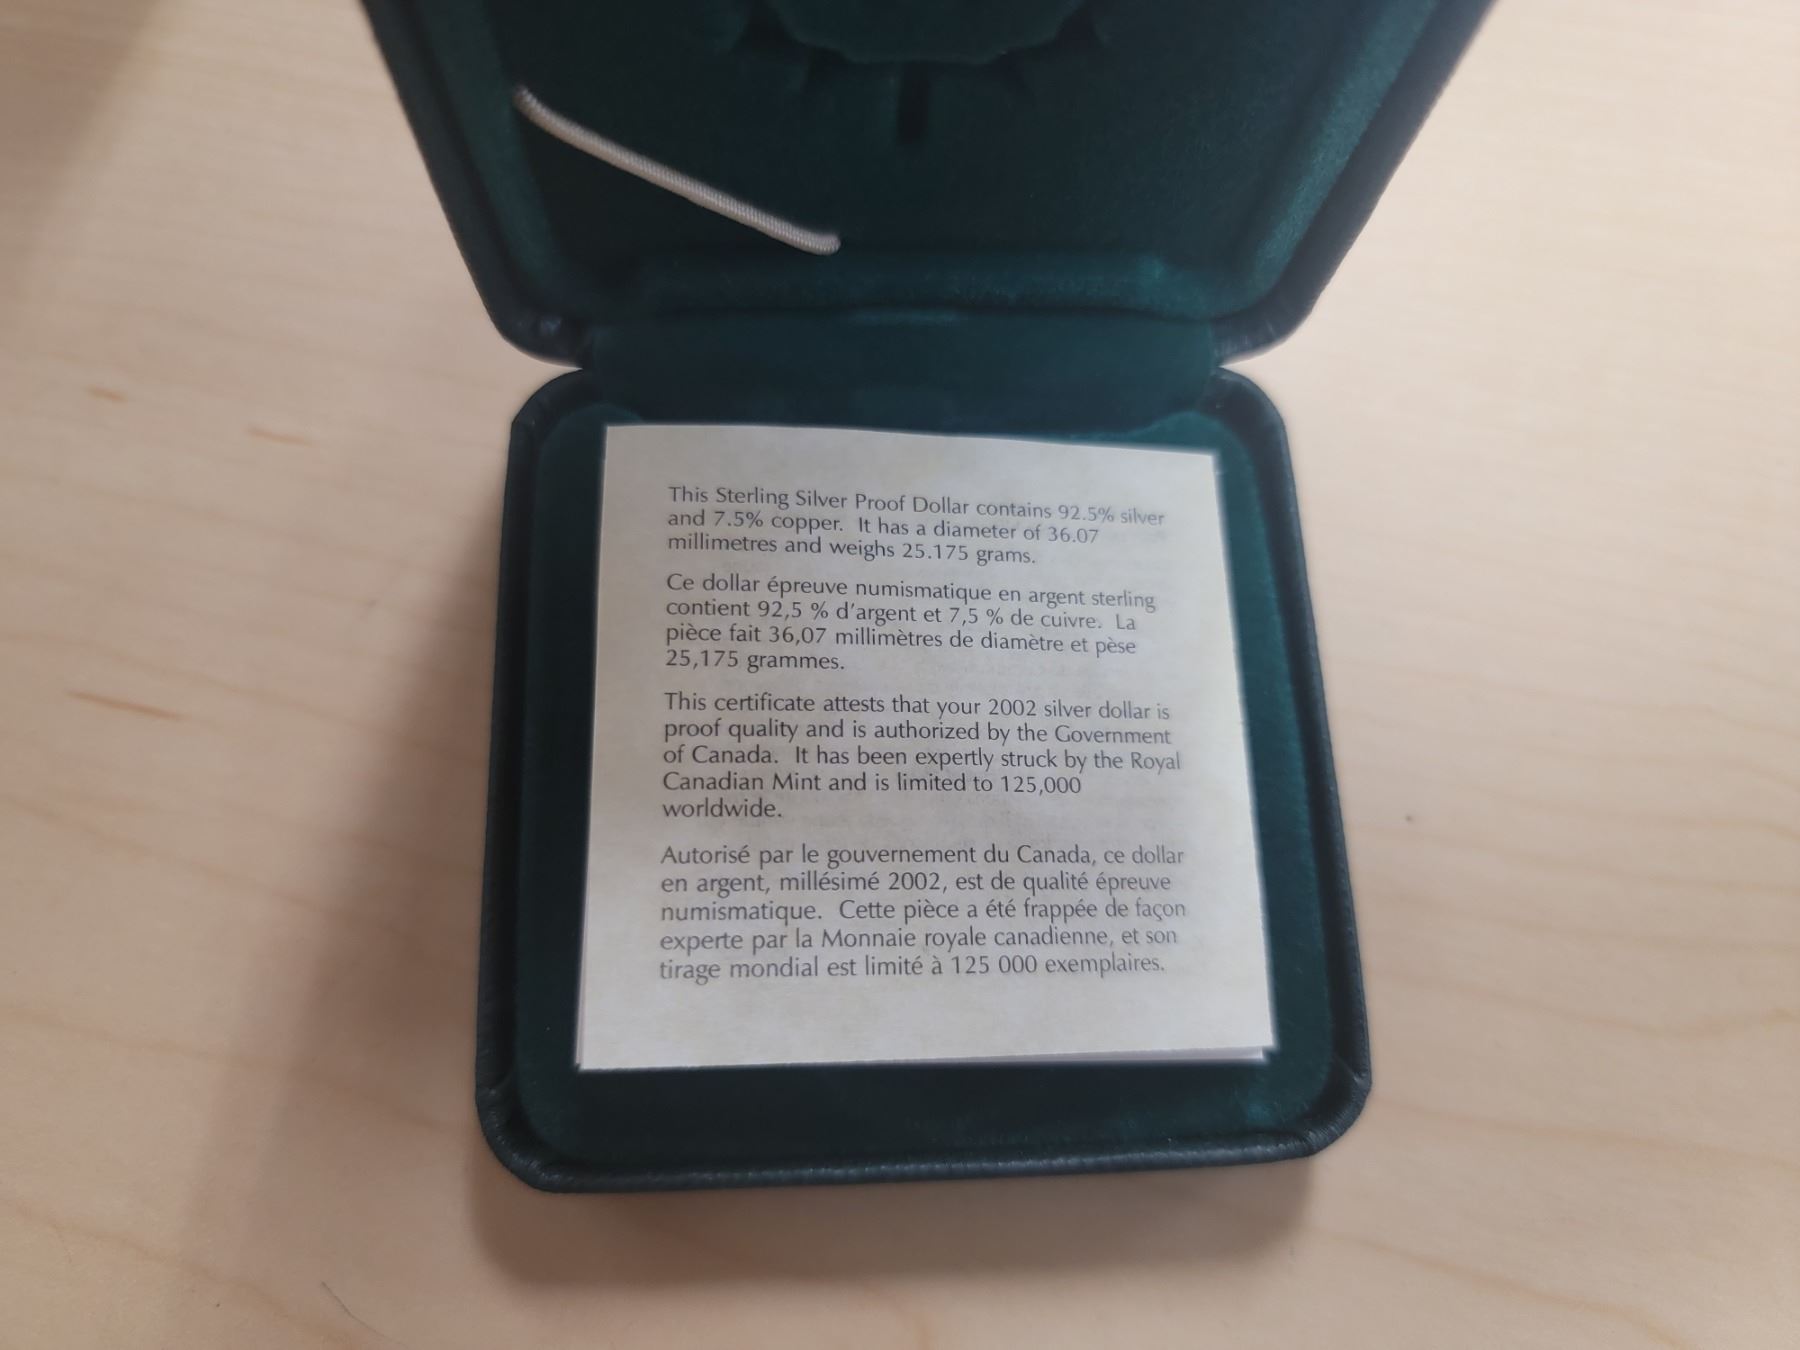 This Sterling Silver Proof Dollar contains 92.5% silver
and 7.5% copper. It has a diameter of 36.07
millimetres and weighs 25.175 grams.
Ce dollar épreuve numismatique en argent sterling
contient 92,5 % d'argent et 7,5 % de cuivre. La
pièce fait 36,07 millimètres de diamètre et pèse
25,175 grammes.
This certificate attests that your 2002 silver dollar is
proof quality and is authorized by the Government
of Canada. It has been expertly struck by the Royal
Canadian Mint and is limited to 125,000
worldwide.
Autorisé par le gouvernement du Canada, ce dollar
en argent, millésimé 2002, est de qualité épreuve
numismatique. Cette pièce a été frappée de façon
experte par la Monnaie royale canadienne, et son
tirage mondial est limité à 125 000 exemplaires.